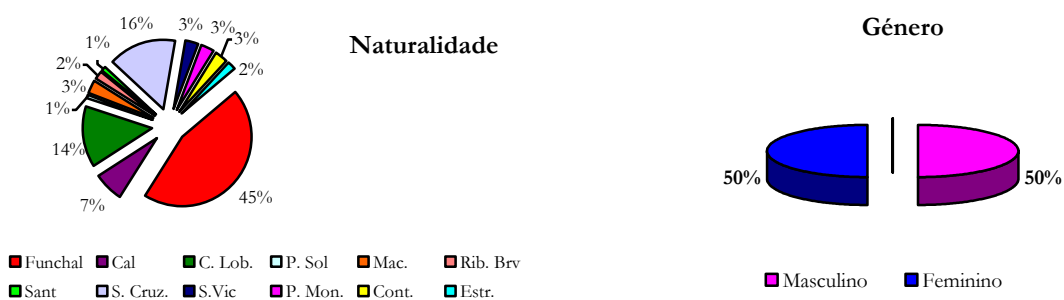 Naturalidade
16%
3%
3%
3%
2%
1%
2%
3%
1%
14%
7%
45%
Funchal Cal C. Lob. P. Sol Mac. Rib. Brv
Sant S. Cruz. S.Vic P. Mon. Cont. Estr.
Género
50% 50%
Masculino Feminino